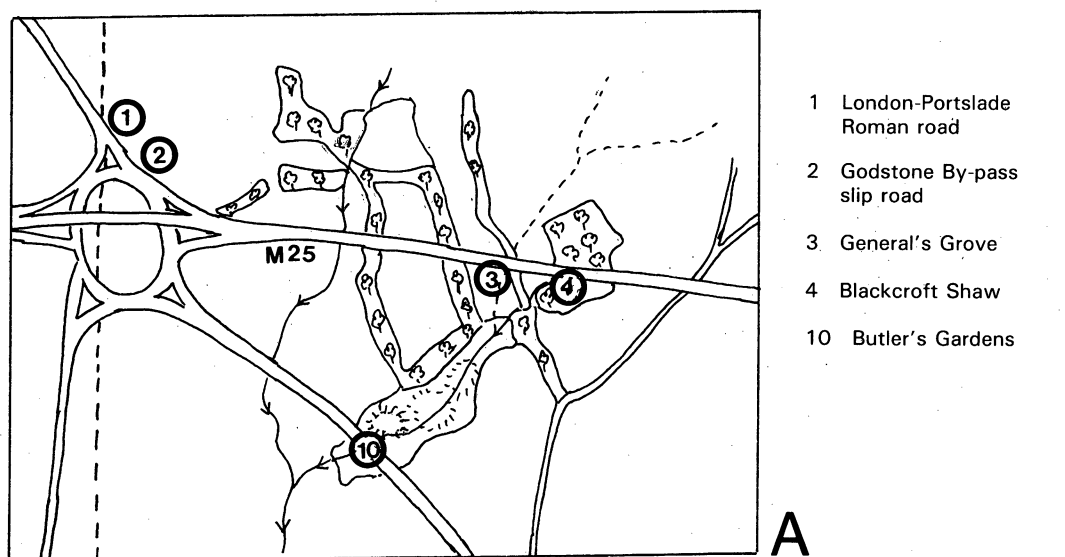 1
2
M25
3
4
10
1 London-Portslade
Roman road
2 Godstone By-pass
slip road
3 General's Grove
4 Blackcroft Shaw
10 Butler's Gardens
A